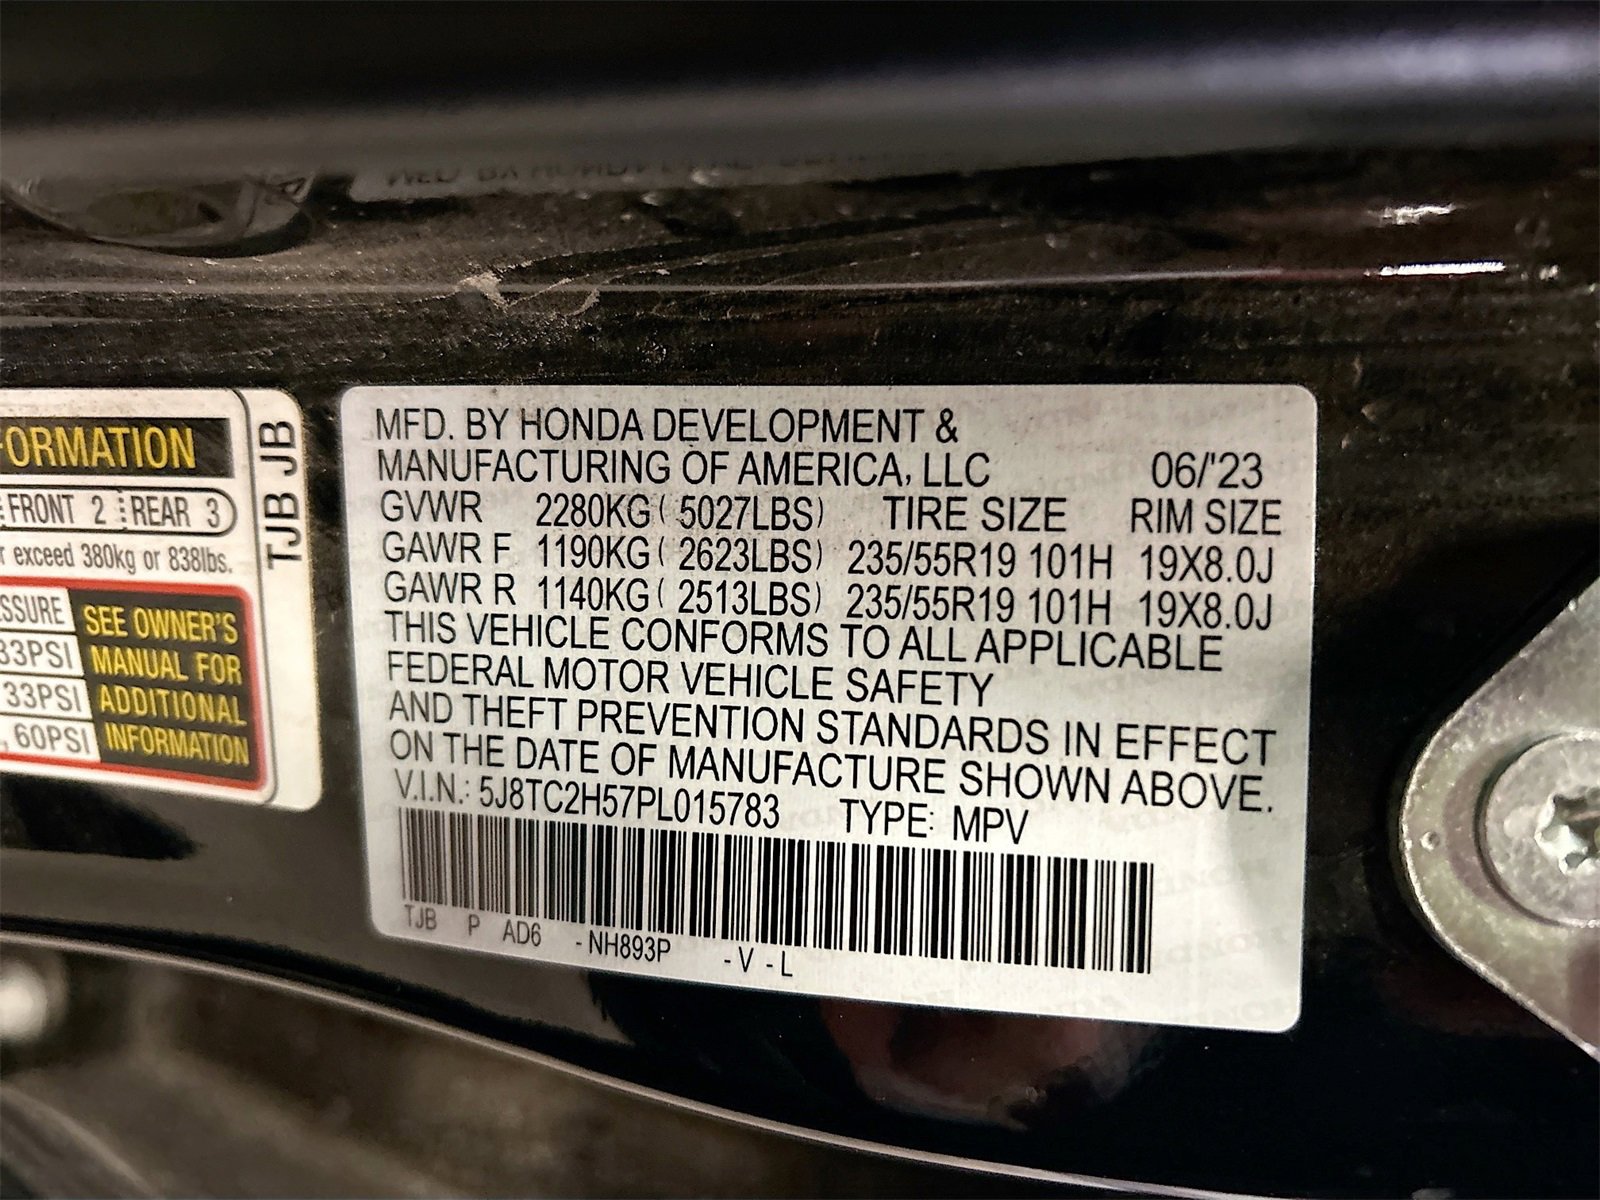 FORMATION
FRONT 2 REAR 3
exceed 380kg or 838lbs.
33PSI
33PSI
60PSI
SEE OWNER'S
MANUAL FOR
ADDITIONAL
INFORMATION
TJB JB
MFD. BY HONDA DEVELOPMENT &
MANUFACTURING OF AMERICA, LLC 06/'23
GVWR 2280KG ( 5027LBS) TIRE SIZE RIM SIZE
GAWR F 1190KG ( 2623LBS) 235/55R19 101H 19X8.0J
GAWR R 1140KG ( 2513LBS) 235/55R19 101H 19X8.0J
THIS VEHICLE CONFORMS TO ALL APPLICABLE
FEDERAL MOTOR VEHICLE SAFETY
AND THEFT PREVENTION STANDARDS IN EFFECT
ON THE DATE OF MANUFACTURE SHOWN ABOVE.
V.I.N.: 5J8TC2H57PL015783 TYPE: MPV
TJB P AD6 -NH893P -V -L